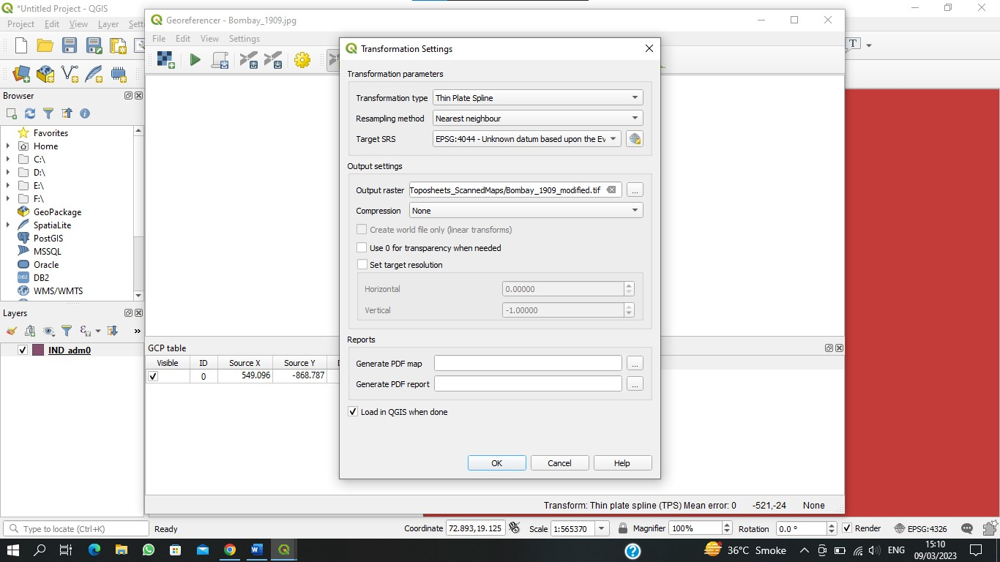 *Untitled Project - QGIS
Project Edit View Layer Sett
Georeferencer - Bombay_1909.jpg
File Edit View Settings
Transformation Settings
Transformation parameters
Transformation type Thin Plate Spline
Resampling method Nearest neighbour
Target SRS EPSG:4044 - Unknown datum based upon the Ev
Output settings
Output raster Toposheets_ScannedMaps/Bombay_1909_modified.tif ...
Compression None
Create world file only (linear transforms)
Use 0 for transparency when needed
Set target resolution
Horizontal 0.00000
Vertical -1.00000
Reports
Generate PDF map ...
Generate PDF report ...
Load in QGIS when done
OK Cancel Help
T
Browser
Favorites
Home
C:\
D:\
E:\
F:\
GeoPackage
SpatiaLite
PostGIS
MSSQL
Oracle
DB2 DB2
WMS/WMTS
Layers
ε »
IND_adm0
GCP table
Visible ID Source X Source Y
0 549.096 -868.787
Transform: Thin plate spline (TPS) Mean error: 0 -521,-24 None
Type to locate (Ctrl+K) Ready Coordinate 72.893,19.125 Scale 1:565370 Magnifier 100% Rotation 0.0 ° Render EPSG:4326
W ? 36°C Smoke ENG 15:10
09/03/2023